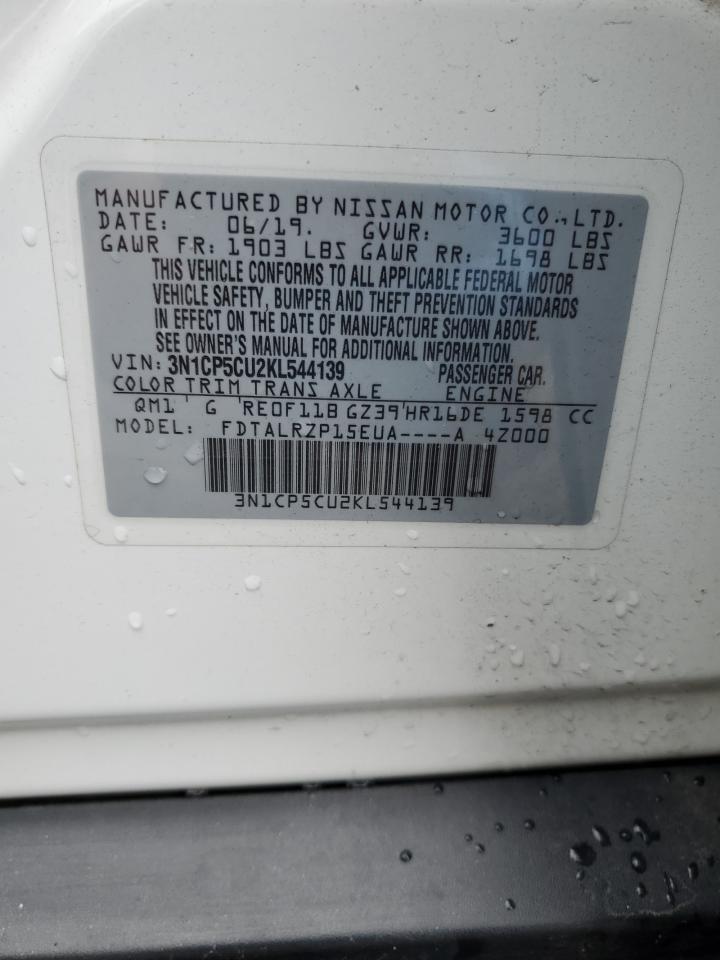 MANUFACTURED BY NISSAN MOTOR CO.,LTD.
DATE: 06/19. GVWR: 3600 LBS
GAWR FR: 1903 LBS GAWR RR: 1698 LBS
THIS VEHICLE CONFORMS TO ALL APPLICABLE FEDERAL MOTOR
VEHICLE SAFETY, BUMPER AND THEFT PREVENTION STANDARDS
IN EFFECT ON THE DATE OF MANUFACTURE SHOWN ABOVE.
SEE OWNER'S MANUAL FOR ADDITIONAL INFORMATION.
VIN: 3N1CP5CU2KL544139 PASSENGER CAR.
COLOR TRIM TRANS AXLE ENGINE
QM1 G RE0F11B GZ39 HR16DE 1598 CC
MODEL: FDTALRZP15EUA----A 4Z000
3N1CP5CU2KL544139